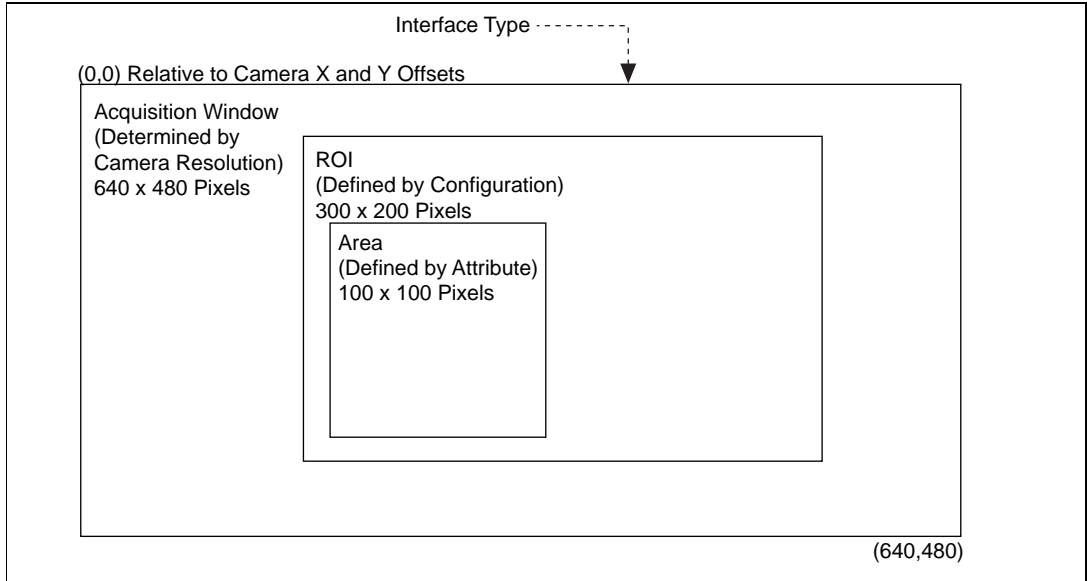 Interface Type
(0,0) Relative to Camera X and Y Offsets
Acquisition Window
(Determined by
Camera Resolution)
640 x 480 Pixels
ROI
(Defined by Configuration)
300 x 200 Pixels
Area
(Defined by Attribute)
100 x 100 Pixels
(640,480)